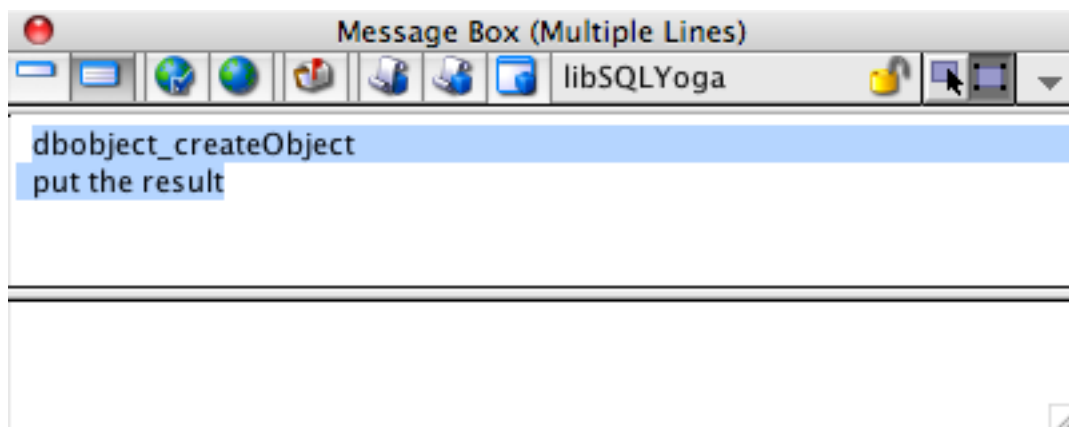 Message Box (Multiple Lines)
libSQLYoga
dbobject_createObject
put the result